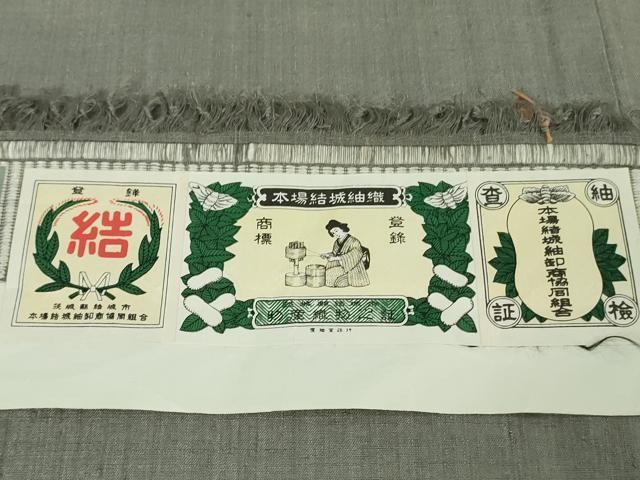 登録
結
茨城縣結城市
本場結城紬卸商協同組合
本場結城紬織
商標
登録
紬
検
査
証
本場結城紬卸商協同組合